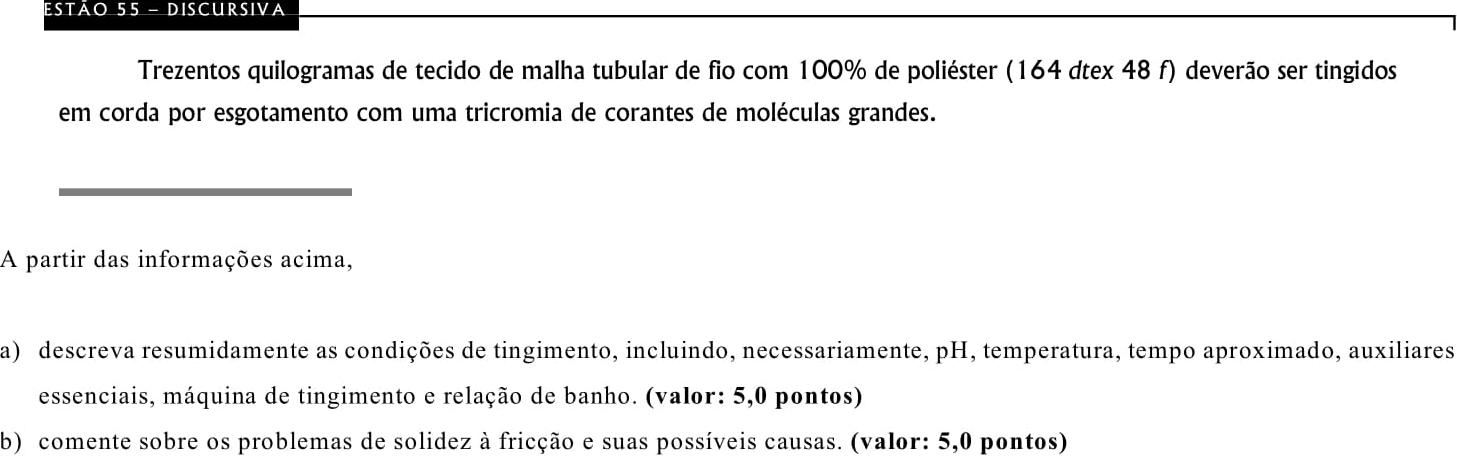 ESTÃO 55 – DISCURSIVA
Trezentos quilogramas de tecido de malha tubular de fio com 100% de poliéster (164 dtex 48 f) deverão ser tingidos
em corda por esgotamento com uma tricromia de corantes de moléculas grandes.
A partir das informações acima,
a) descreva resumidamente as condições de tingimento, incluindo, necessariamente, pH, temperatura, tempo aproximado, auxiliares
essenciais, máquina de tingimento e relação de banho. (valor: 5,0 pontos)
b) comente sobre os problemas de solidez à fricção e suas possíveis causas. (valor: 5,0 pontos)